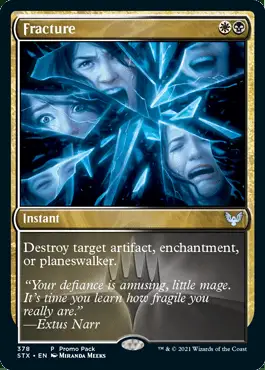 Fracture
Instant
Destroy target artifact, enchantment,
or planeswalker.
“Your defiance is amusing, little mage.
It’s time you learn how fragile you
really are.”
—Extus Narr
378 P Promo Pack
STX • EN MIRANDA MEEKS
™ & © 2021 Wizards of the Coast